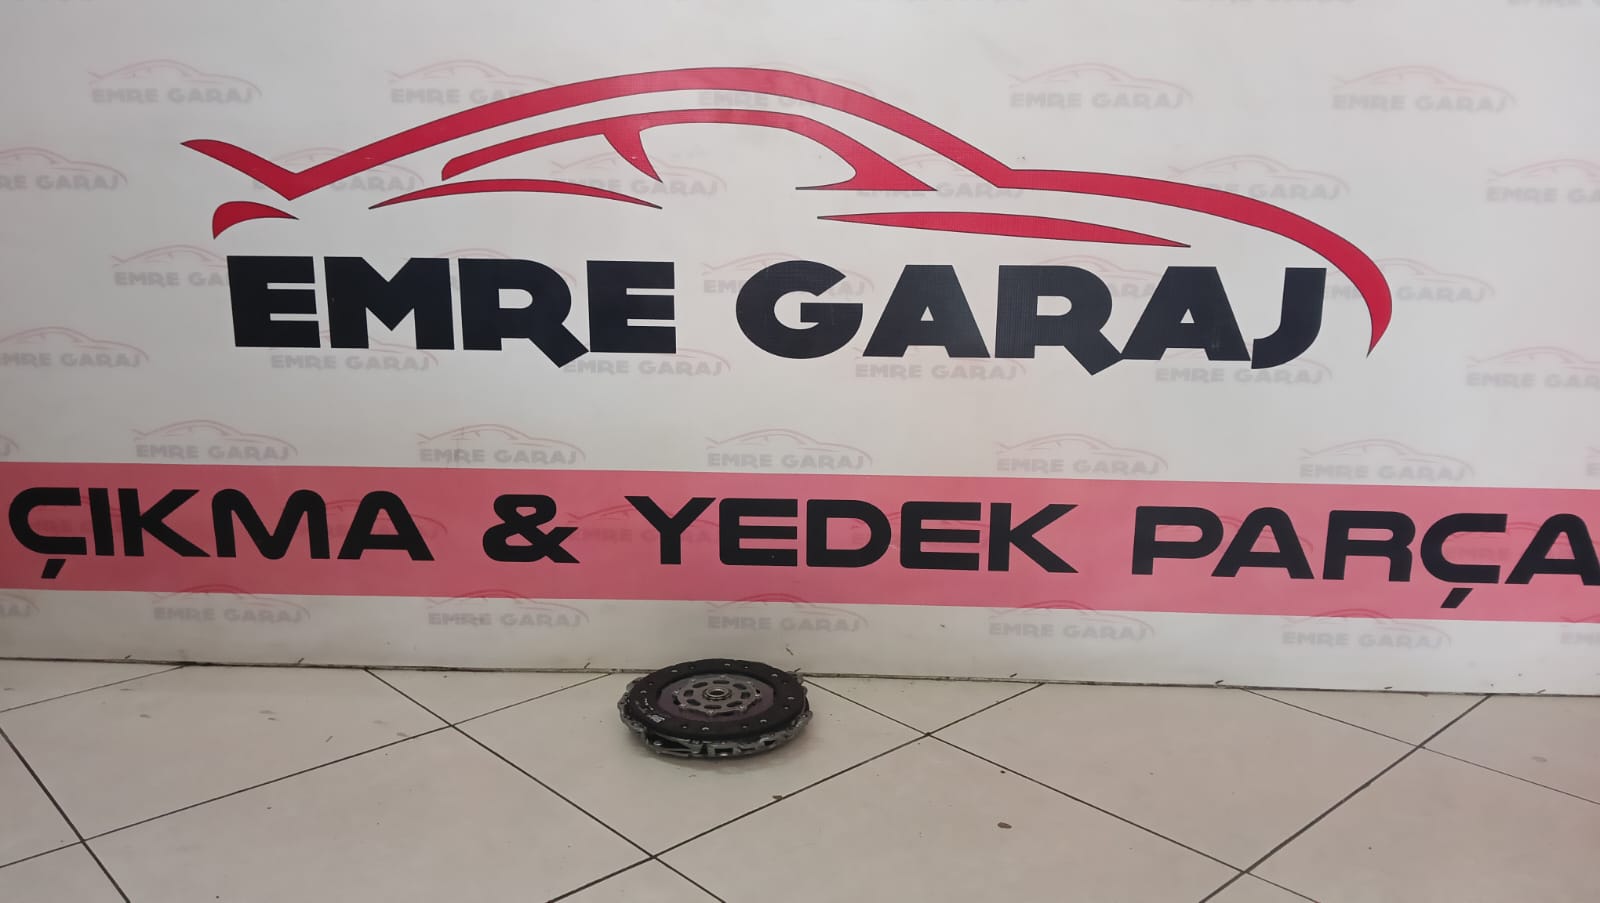 EMRE GARAJ
ÇIKMA & YEDEK PARÇA